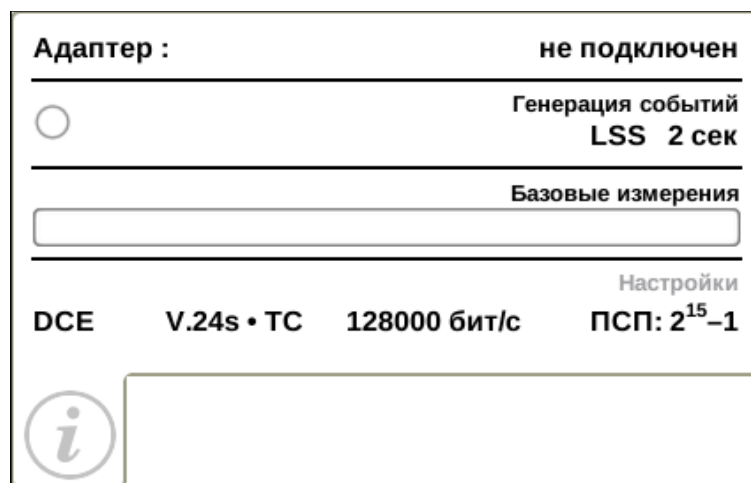 Адаптер : не подключен
Генерация событий
LSS 2 сек
Базовые измерения
Настройки
DCE V.24s • TC 128000 бит/с ПСП: 2¹⁵–1
i